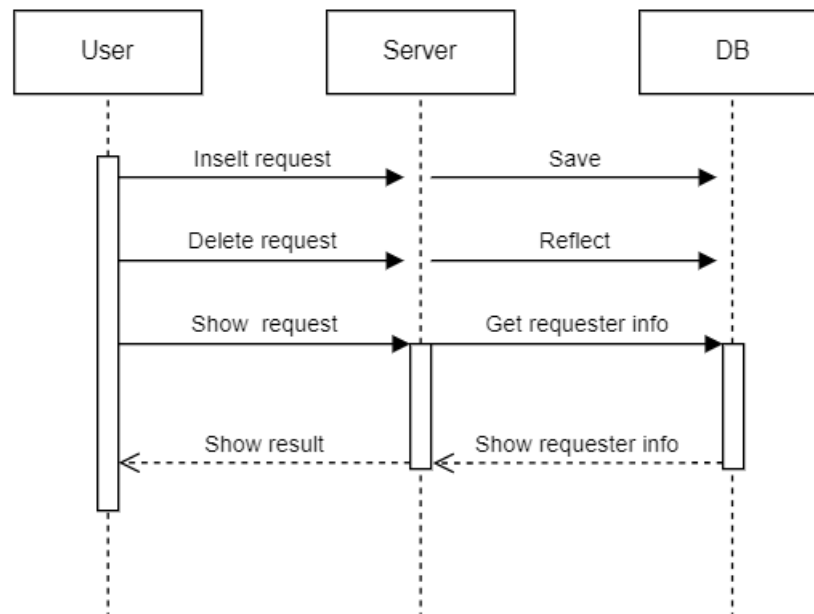 User
Server
DB
Inselt request
Save
Delete request
Reflect
Show request
Get requester info
Show result
Show requester info